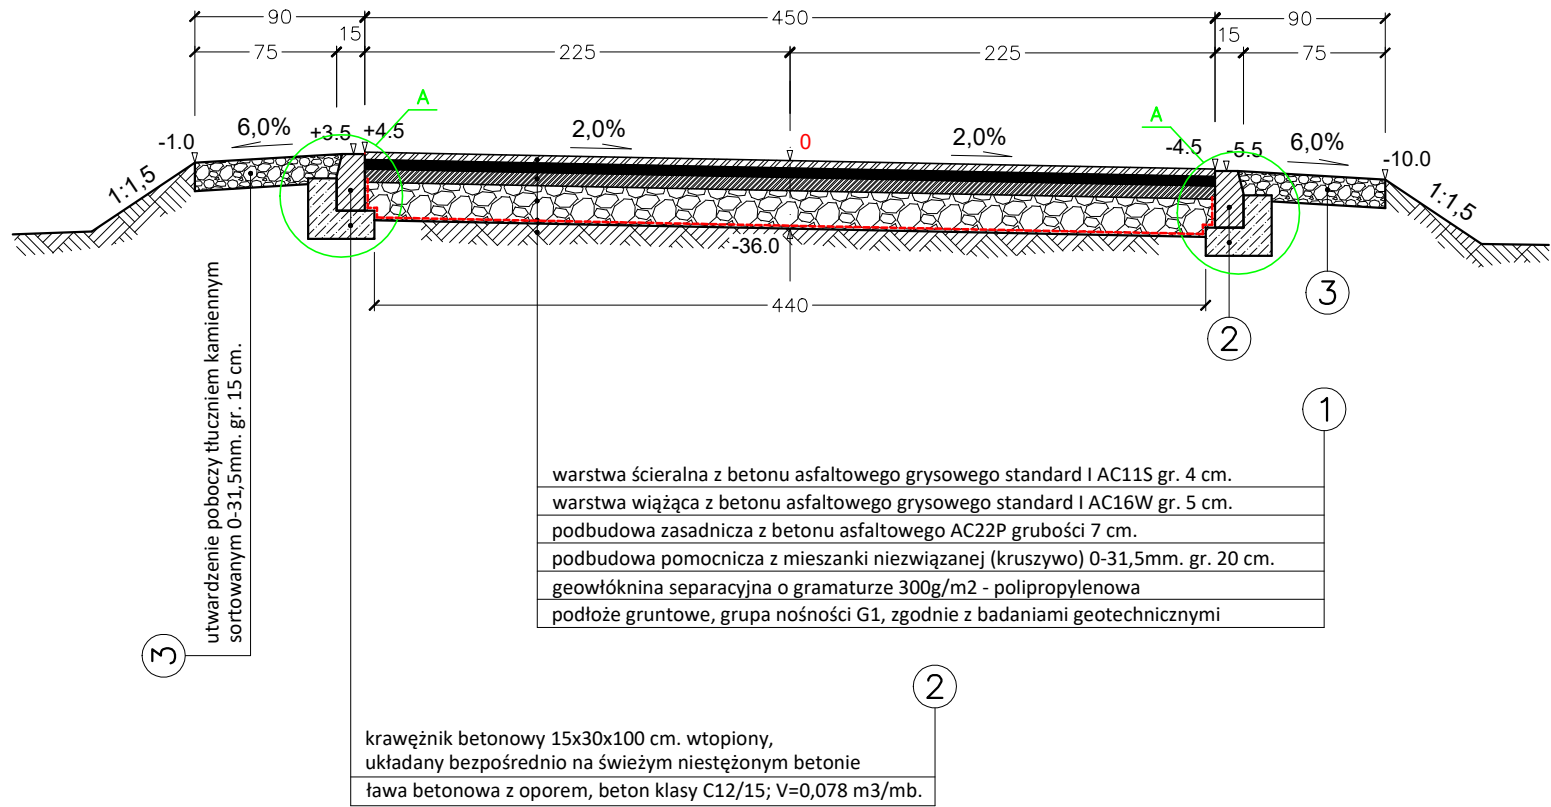 90
450
90
75
15
225
225
15
75
A
A
-1.0
6,0%
+3.5
+4.5
2,0%
0
2,0%
-4.5
-5.5
6,0%
-10.0
1:1,5
1:1,5
-36.0
440
3
2
1
utwardzenie poboczy tłuczniem kamiennym
sortowanym 0-31,5mm. gr. 15 cm.
3
warstwa ścieralna z betonu asfaltowego grysowego standard I AC11S gr. 4 cm.
warstwa wiążąca z betonu asfaltowego grysowego standard I AC16W gr. 5 cm.
podbudowa zasadnicza z betonu asfaltowego AC22P grubości 7 cm.
podbudowa pomocnicza z mieszanki niezwiązanej (kruszywo) 0-31,5mm. gr. 20 cm.
geowłóknina separacyjna o gramaturze 300g/m2 - polipropylenowa
podłoże gruntowe, grupa nośności G1, zgodnie z badaniami geotechnicznymi
2
krawężnik betonowy 15x30x100 cm. wtopiony,
układany bezpośrednio na świeżym niestężonym betonie
ława betonowa z oporem, beton klasy C12/15; V=0,078 m3/mb.